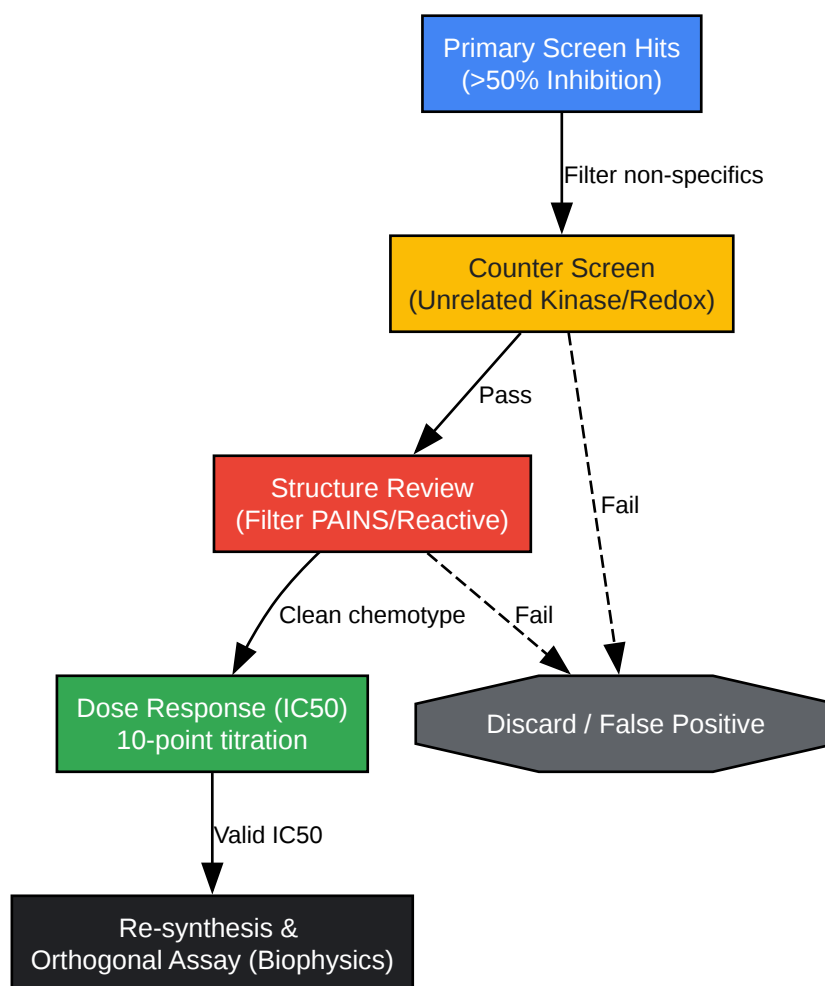 Primary Screen Hits
(>50% Inhibition)
Filter non-specifics
Counter Screen
(Unrelated Kinase/Redox)
Pass
Fail
Structure Review
(Filter PAINS/Reactive)
Clean chemotype
Fail
Dose Response (IC50)
10-point titration
Discard / False Positive
Valid IC50
Re-synthesis &
Orthogonal Assay (Biophysics)